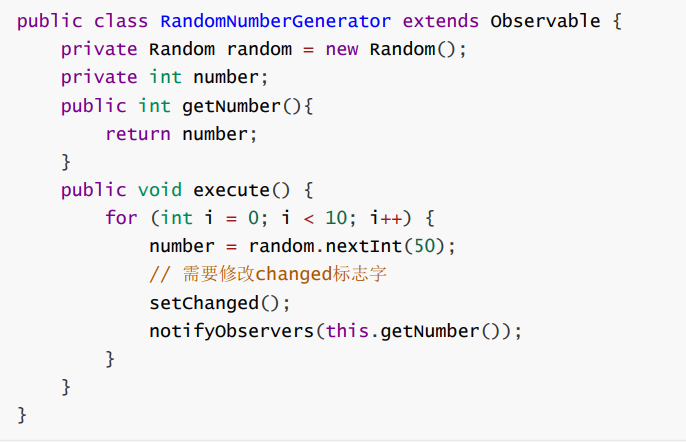 public class RandomNumberGenerator extends Observable {
    private Random random = new Random();
    private int number;
    public int getNumber(){
        return number;
    }
    public void execute() {
        for (int i = 0; i < 10; i++) {
            number = random.nextInt(50);
            // 需要修改changed标志字
            setChanged();
            notifyObservers(this.getNumber());
        }
    }
}